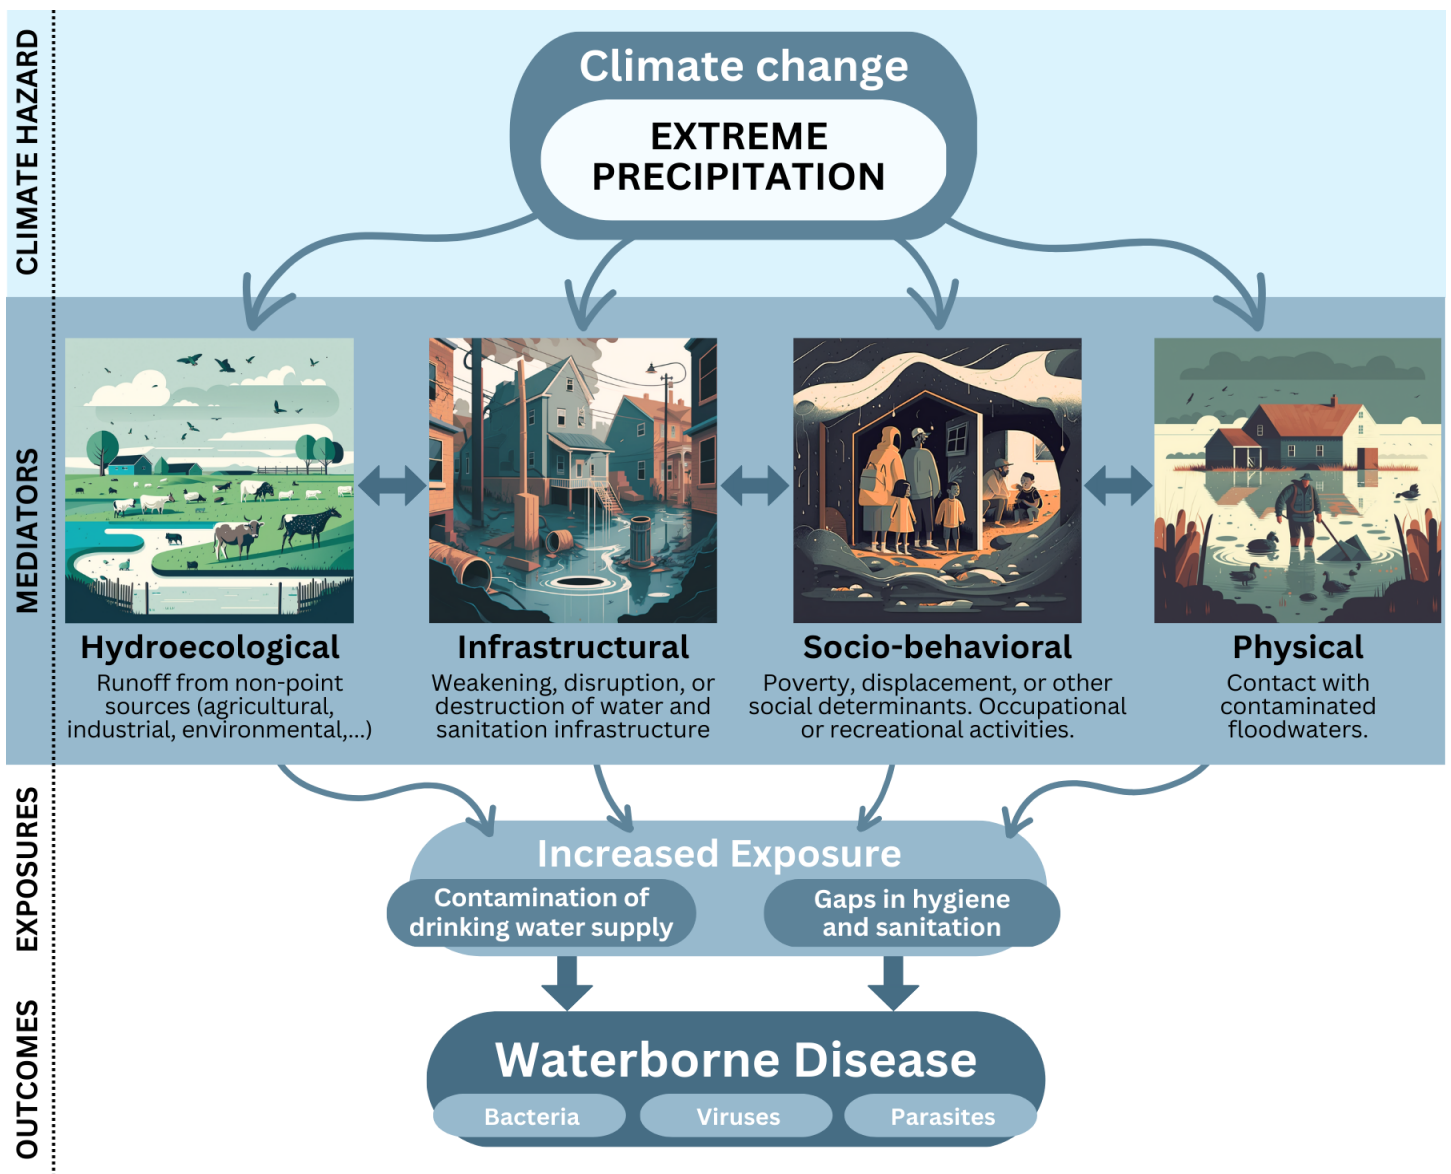 CLIMATE HAZARD
Climate change
EXTREME
PRECIPITATION
MEDIATORS
Hydroecological
Runoff from non-point
sources (agricultural,
industrial, environmental,...)
Infrastructural
Weakening, disruption, or
destruction of water and
sanitation infrastructure
Socio-behavioral
Poverty, displacement, or other
social determinants. Occupational
or recreational activities.
Physical
Contact with
contaminated
floodwaters.
EXPOSURES
Increased Exposure
Contamination of
drinking water supply
Gaps in hygiene
and sanitation
OUTCOMES
Waterborne Disease
Bacteria
Viruses
Parasites